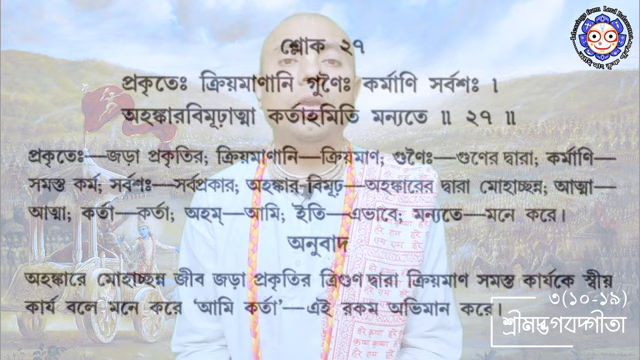 শ্লোক ২৭
প্রকৃতেঃ ক্রিয়মাণানি গুণৈঃ কর্মাণি সর্বশঃ ।
অহঙ্কারবিমূঢ়াত্মা কর্তাহমিতি মন্যতে ॥ ২৭ ॥
প্রকৃতেঃ—জড়া প্রকৃতির; ক্রিয়মাণানি—ক্রিয়মাণ; গুণৈঃ—গুণের দ্বারা; কর্মাণি—
সমস্ত কর্ম; সর্বশঃ—সর্বপ্রকার; অহঙ্কার-বিমূঢ়—অহঙ্কারের দ্বারা মোহাচ্ছন্ন; আত্মা—
আত্মা; কর্তা—কর্তা; অহম্—আমি; ইতি—এভাবে; মন্যতে—মনে করে।
অনুবাদ
অহঙ্কারে মোহাচ্ছন্ন জীব জড়া প্রকৃতির ত্রিগুণ দ্বারা ক্রিয়মাণ সমস্ত কার্যকে স্বীয়
কার্য বলে মনে করে ‘আমি কর্তা’—এই রকম অভিমান করে।
৩(১০-১৯)
শ্রীমদ্ভগবদ্গীতা